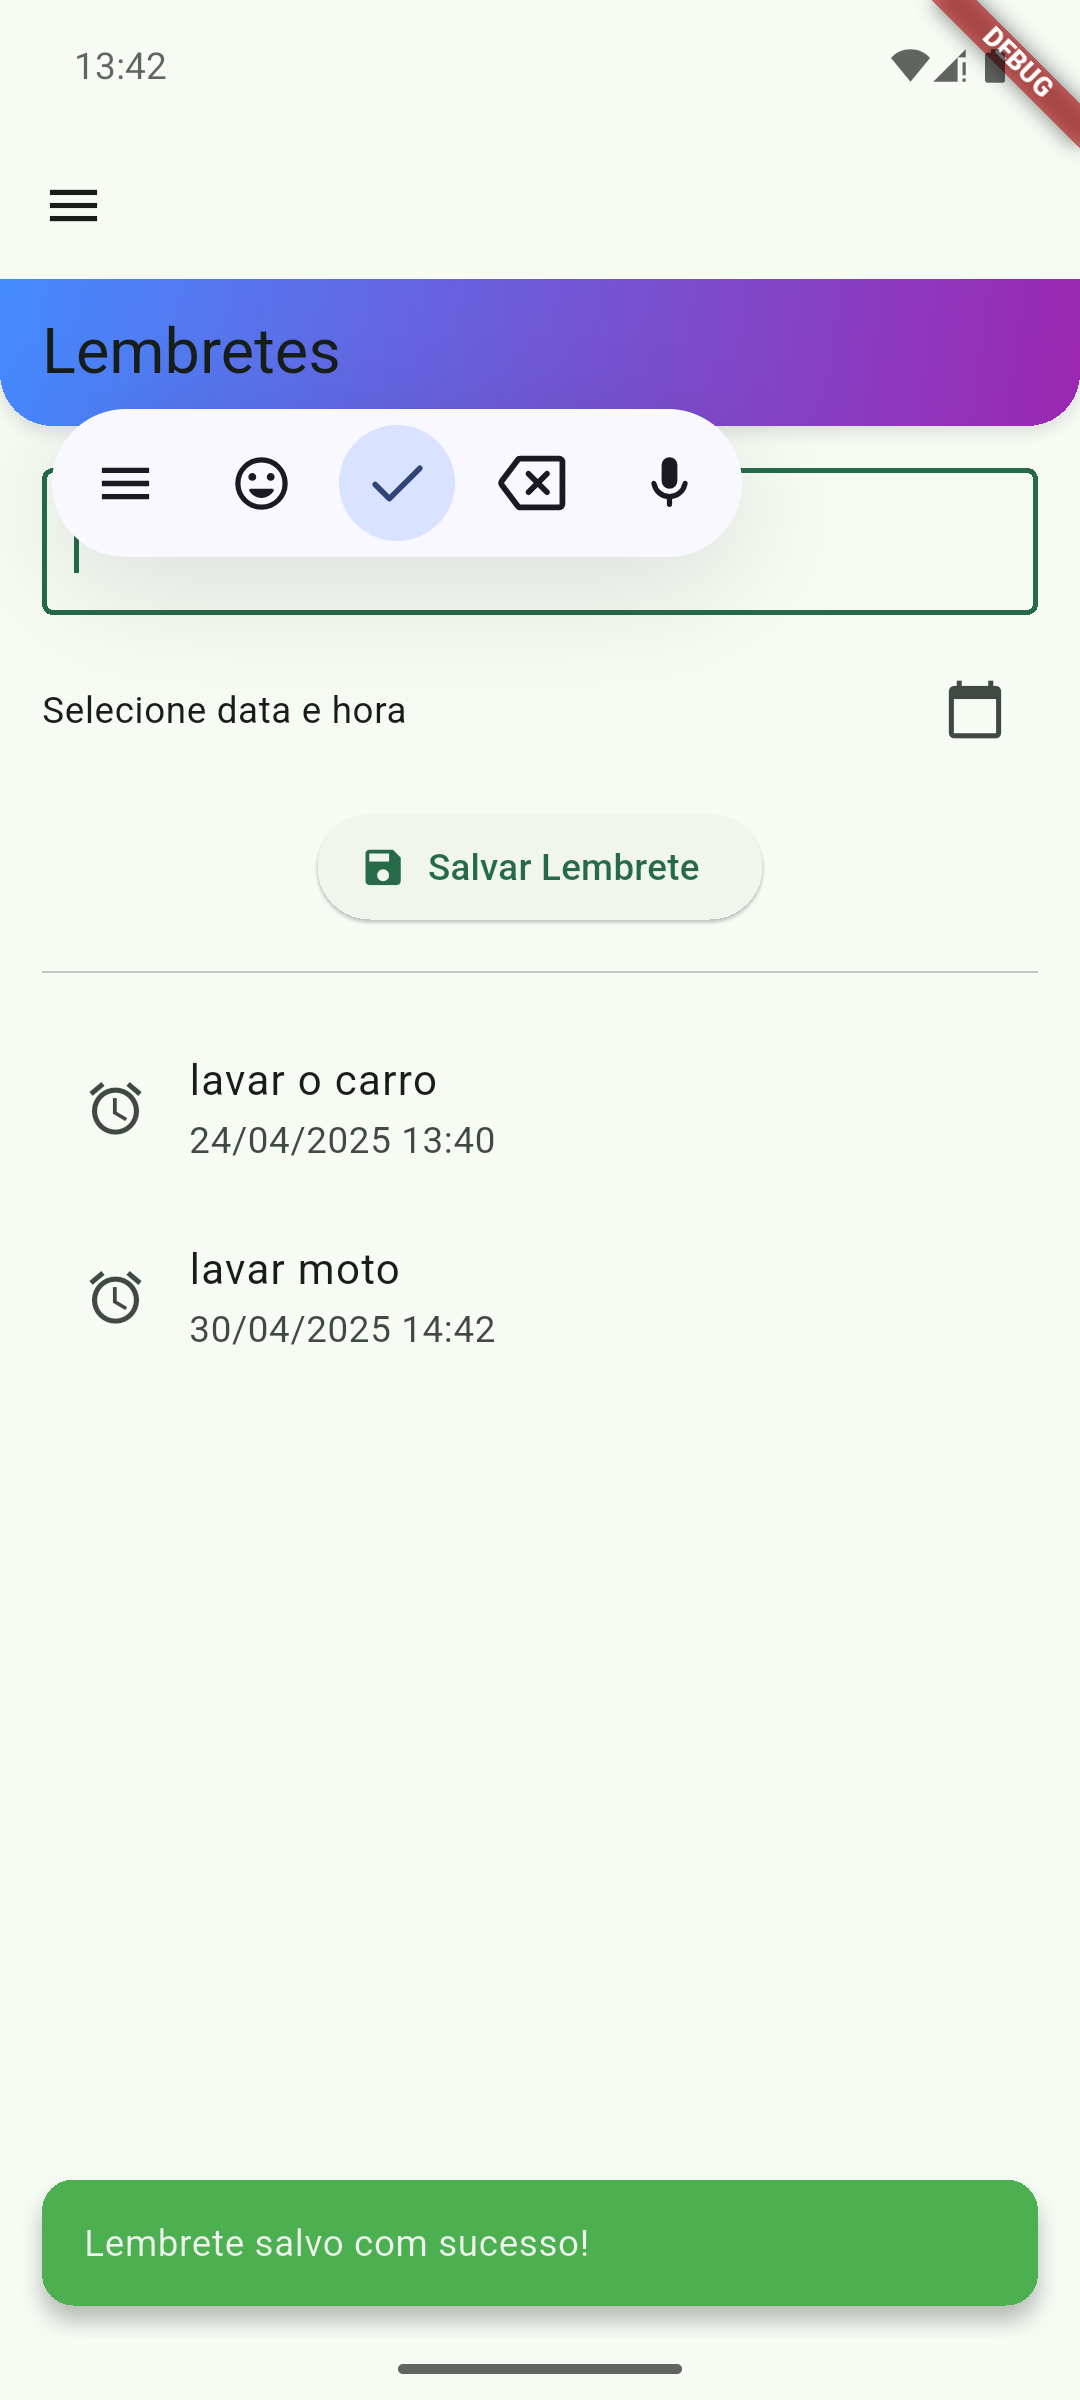 13:42
DEBUG
Lembretes
Selecione data e hora
Salvar Lembrete
lavar o carro
24/04/2025 13:40
lavar moto
30/04/2025 14:42
Lembrete salvo com sucesso!